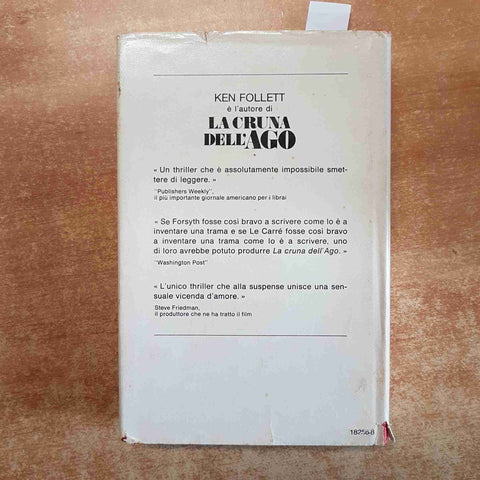 KEN FOLLETT
è l'autore di
LA CRUNA
DELL'AGO
« Un thriller che è assolutamente impossibile smet-
tere di leggere. »
"Publishers Weekly",
il più importante giornale americano per i librai
« Se Forsyth fosse così bravo a scrivere come lo è a
inventare una trama e se Le Carré fosse così bravo
a inventare una trama come lo è a scrivere, uno
di loro avrebbe potuto produrre La cruna dell'Ago. »
"Washington Post"
« L'unico thriller che alla suspense unisce una sen-
suale vicenda d'amore. »
Steve Friedman,
il produttore che ne ha tratto il film
18256-8